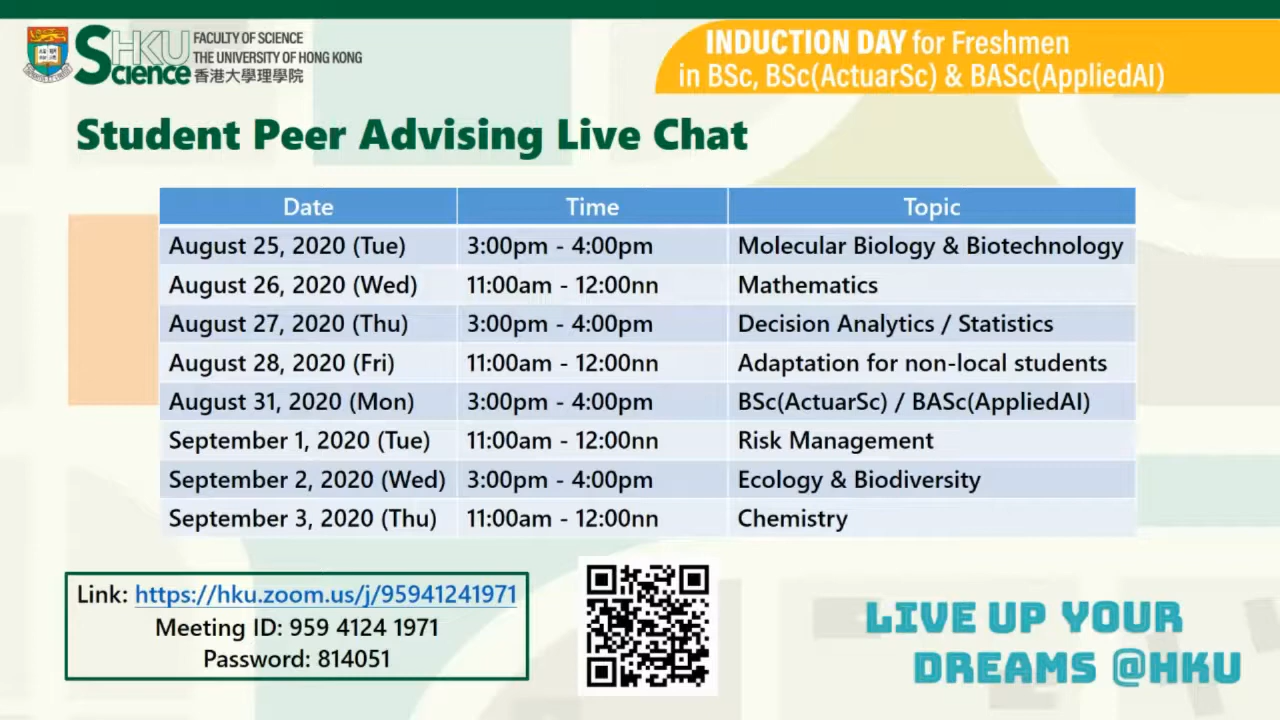 SHKU Science
FACULTY OF SCIENCE
THE UNIVERSITY OF HONG KONG
香港大學理學院
INDUCTION DAY for Freshmen
in BSc, BSc(ActuarSc) & BASc(AppliedAI)
Student Peer Advising Live Chat
Date Time Topic
August 25, 2020 (Tue) 3:00pm - 4:00pm Molecular Biology & Biotechnology
August 26, 2020 (Wed) 11:00am - 12:00nn Mathematics
August 27, 2020 (Thu) 3:00pm - 4:00pm Decision Analytics / Statistics
August 28, 2020 (Fri) 11:00am - 12:00nn Adaptation for non-local students
August 31, 2020 (Mon) 3:00pm - 4:00pm BSc(ActuarSc) / BASc(AppliedAI)
September 1, 2020 (Tue) 11:00am - 12:00nn Risk Management
September 2, 2020 (Wed) 3:00pm - 4:00pm Ecology & Biodiversity
September 3, 2020 (Thu) 11:00am - 12:00nn Chemistry
Link: https://hku.zoom.us/j/95941241971
Meeting ID: 959 4124 1971
Password: 814051
LIVE UP YOUR
DREAMS @HKU